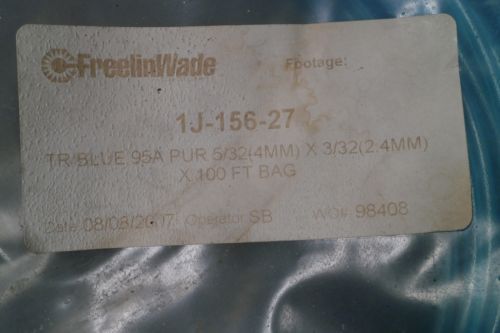 FreelinWade
Footage:
1J-156-27
TR/BLUE 95A PUR 5/32(4MM) X 3/32(2.4MM)
X 100 FT BAG
Date: 08/08/2007 Operator SB WO#: 98408